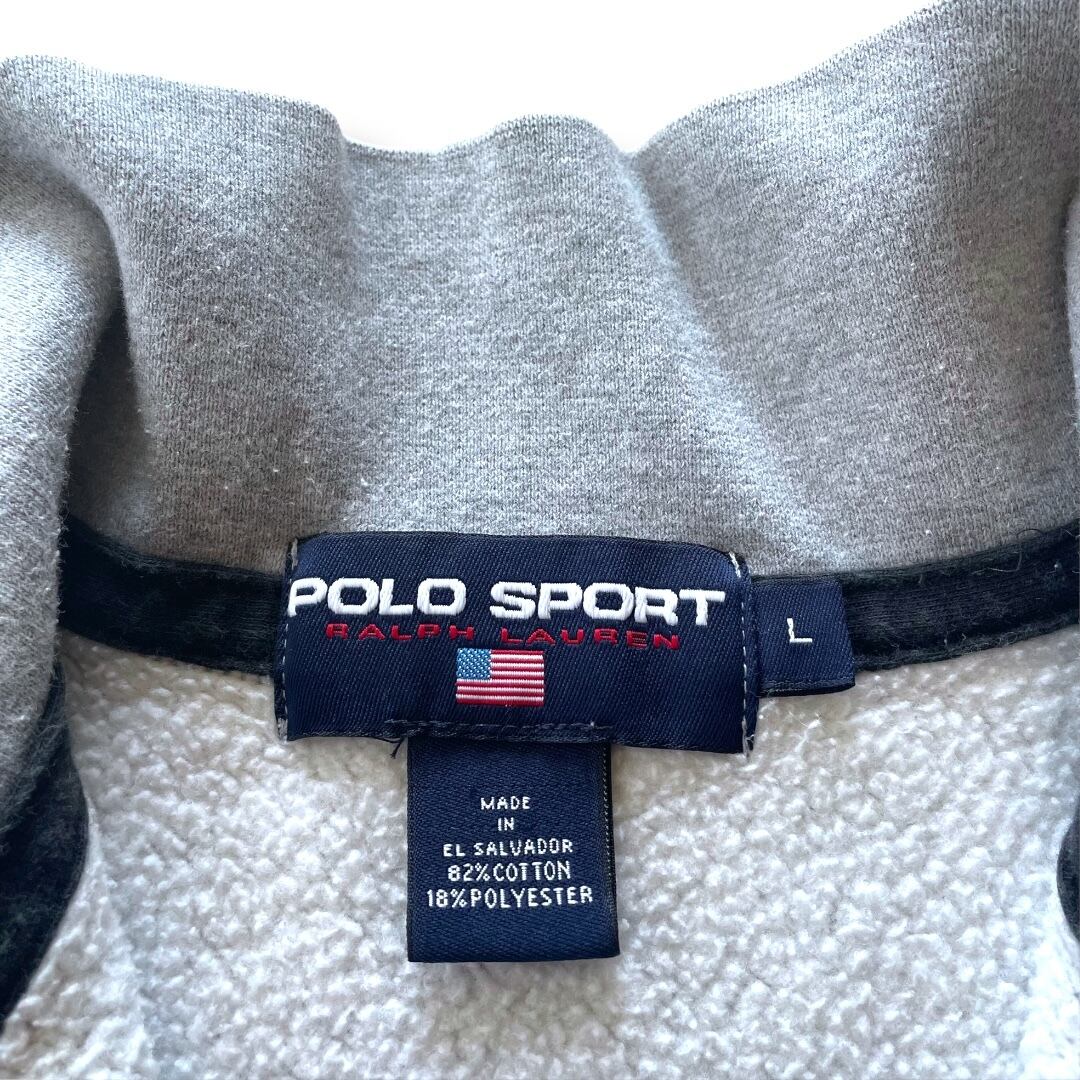 POLO SPORT
RALPH LAUREN
L
MADE
IN
EL SALVADOR
82%COTTON
18%POLYESTER